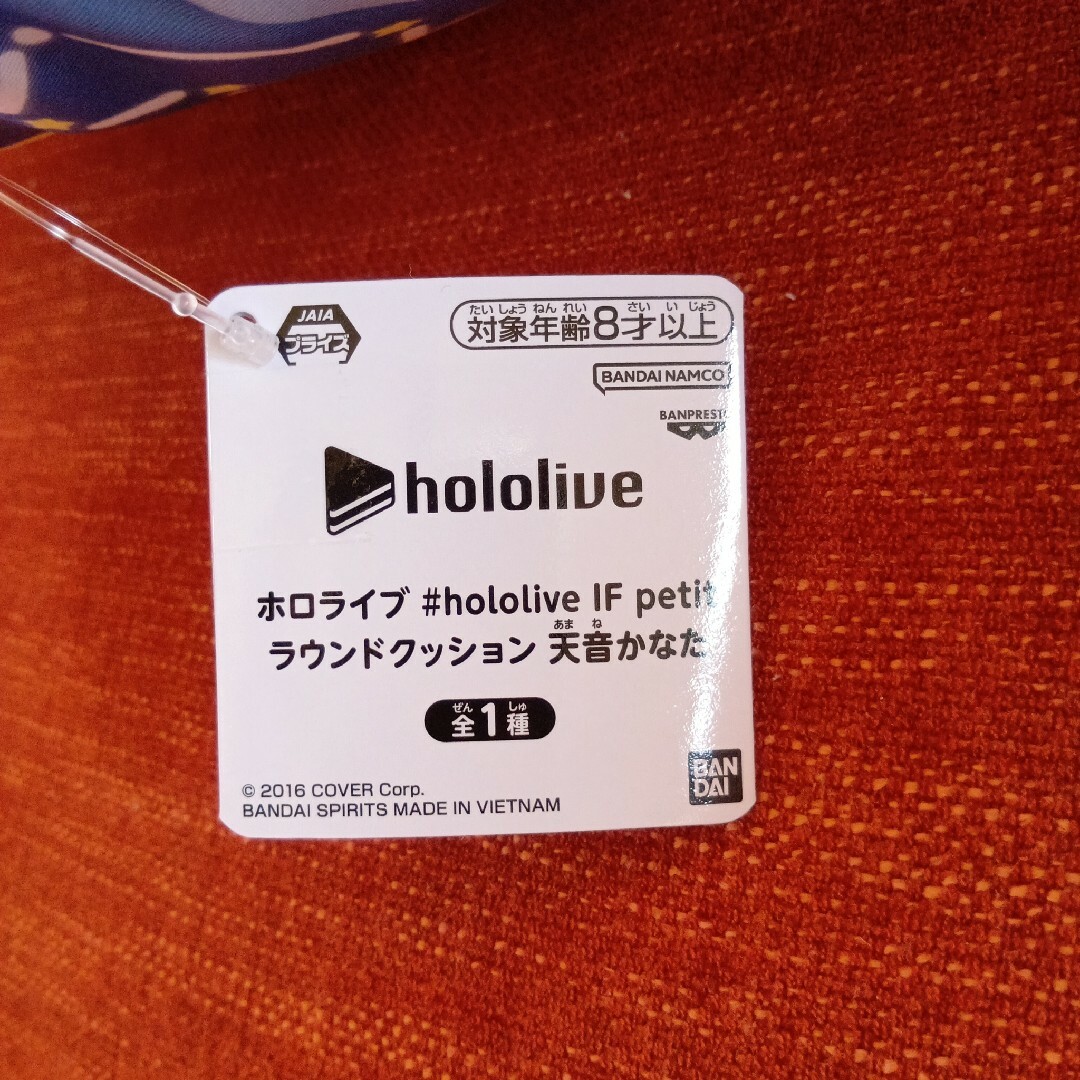 JAIA
プライズ
たいしょうねんれい さいいじょう
対象年齢8才以上
BANDAI NAMCO
BANPRESTO
hololive
ホロライブ #hololive IF petit
あまね
ラウンドクッション 天音かなた
ぜん しゅ
全1種
© 2016 COVER Corp.
BANDAI SPIRITS MADE IN VIETNAM
BAN
DAI